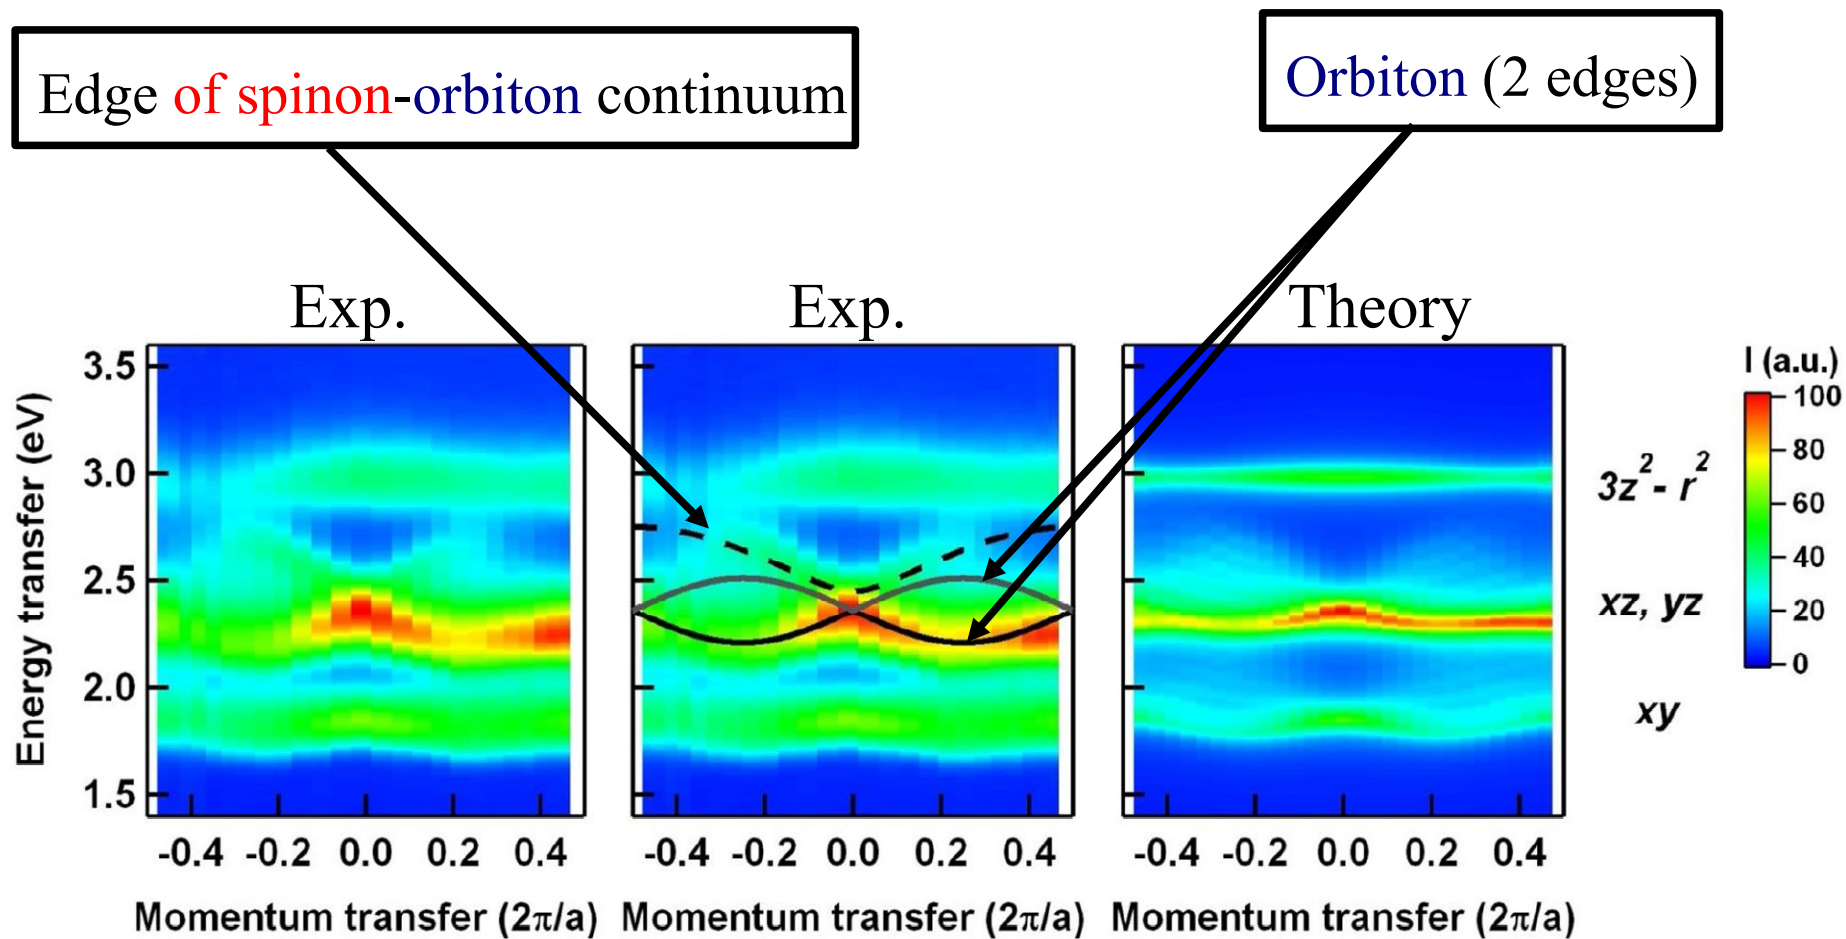 Edge of spinon-orbiton continuum
Orbiton (2 edges)
Exp.
Exp.
Theory
Energy transfer (eV)
3.5
3.0
2.5
2.0
1.5
-0.4 -0.2 0.0 0.2 0.4
Momentum transfer (2π/a)
-0.4 -0.2 0.0 0.2 0.4
Momentum transfer (2π/a)
-0.4 -0.2 0.0 0.2 0.4
Momentum transfer (2π/a)
3z² - r²
xz, yz
xy
I (a.u.)
100
80
60
40
20
0